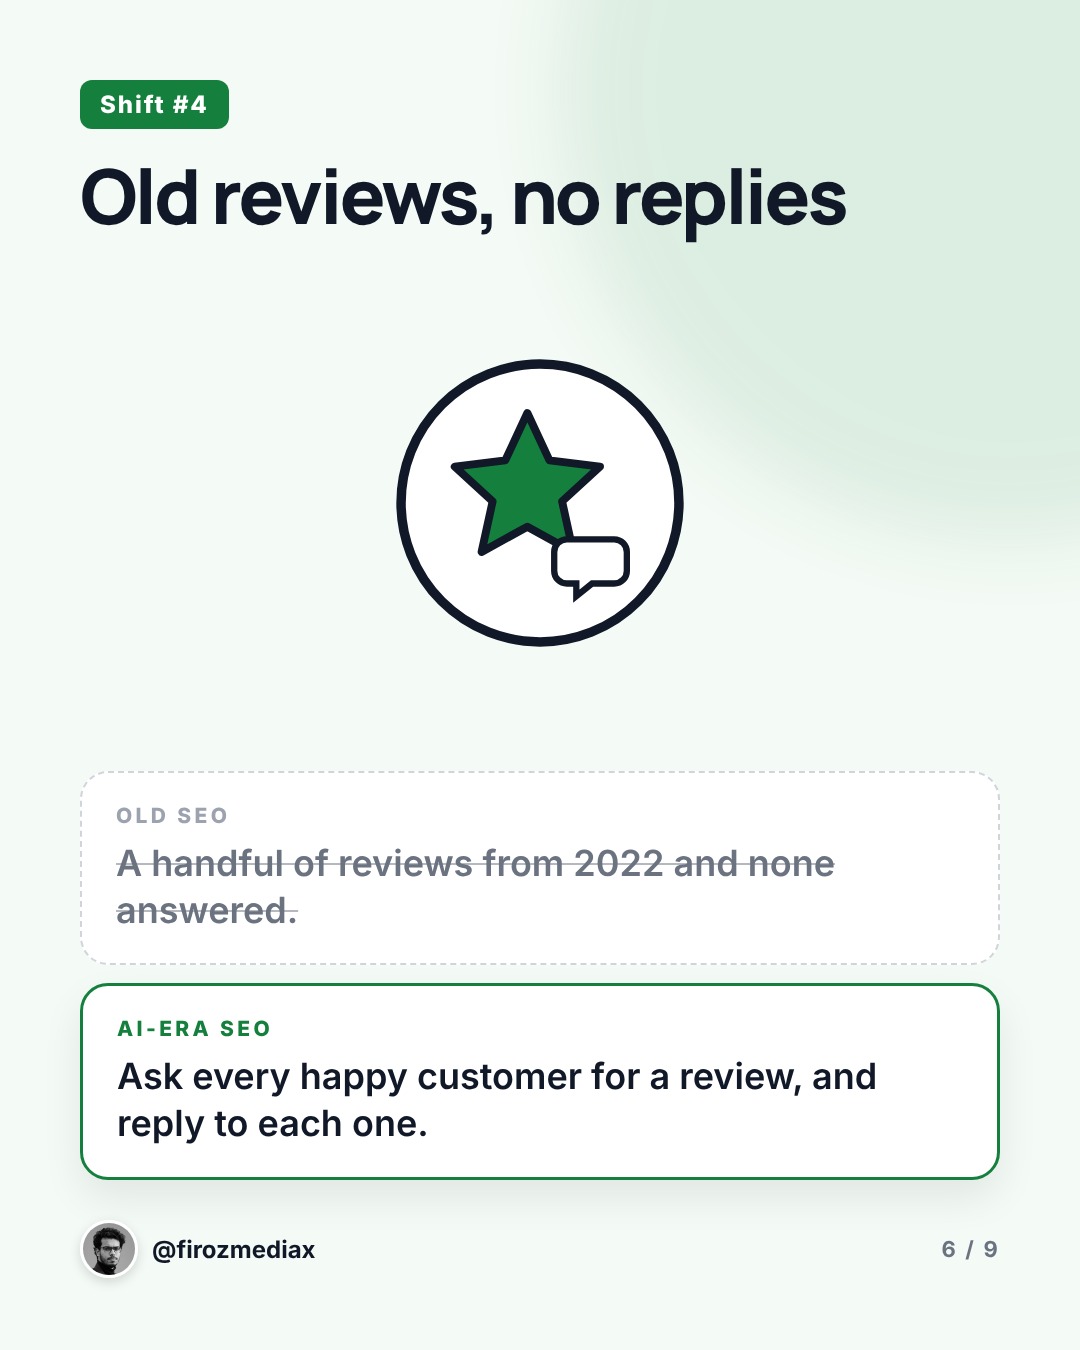 Shift #4
Old reviews, no replies
OLD SEO
A handful of reviews from 2022 and none
answered.
AI-ERA SEO
Ask every happy customer for a review, and
reply to each one.
@firozmediax
6 / 9